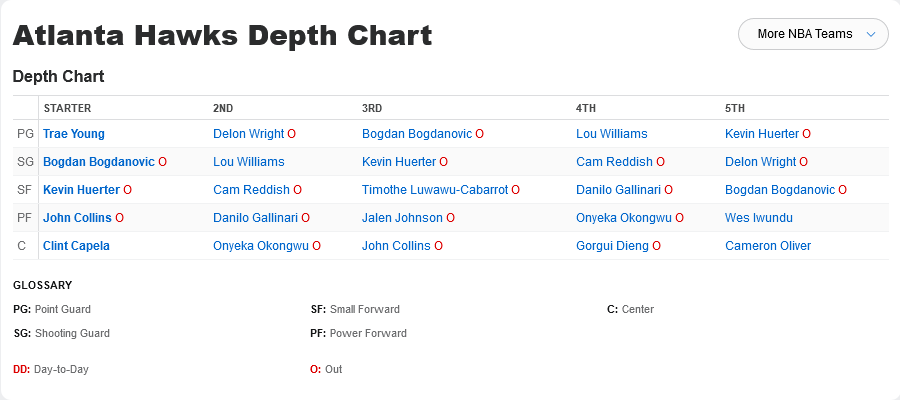 Atlanta Hawks Depth Chart
More NBA Teams
Depth Chart
STARTER 2ND 3RD 4TH 5TH
PG Trae Young Delon Wright O Bogdan Bogdanovic O Lou Williams Kevin Huerter O
SG Bogdan Bogdanovic O Lou Williams Kevin Huerter O Cam Reddish O Delon Wright O
SF Kevin Huerter O Cam Reddish O Timothe Luwawu-Cabarrot O Danilo Gallinari O Bogdan Bogdanovic O
PF John Collins O Danilo Gallinari O Jalen Johnson O Onyeka Okongwu O Wes Iwundu
C Clint Capela Onyeka Okongwu O John Collins O Gorgui Dieng O Cameron Oliver
GLOSSARY
PG: Point Guard SF: Small Forward C: Center
SG: Shooting Guard PF: Power Forward
DD: Day-to-Day O: Out